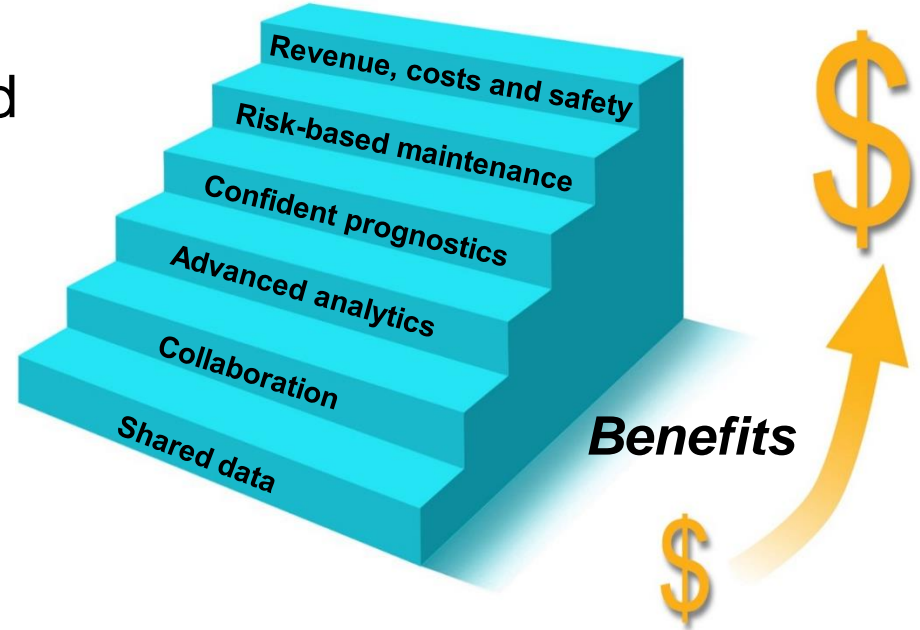 Revenue, costs and safety
Risk-based maintenance
Confident prognostics
Advanced analytics
Collaboration
Shared data
Benefits
$
$